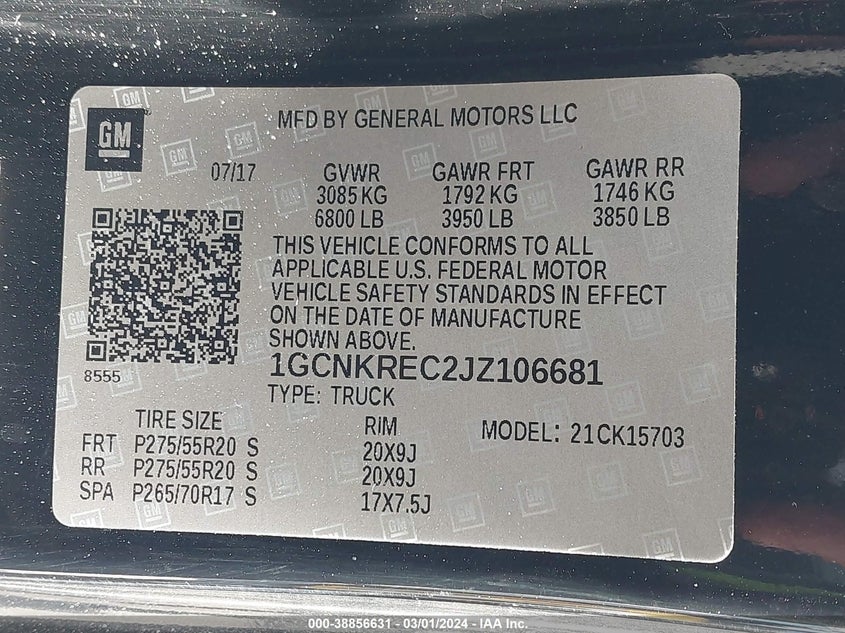 GM
MFD BY GENERAL MOTORS LLC
07/17 GVWR GAWR FRT GAWR RR
3085 KG 1792 KG 1746 KG
6800 LB 3950 LB 3850 LB
THIS VEHICLE CONFORMS TO ALL
APPLICABLE U.S. FEDERAL MOTOR
VEHICLE SAFETY STANDARDS IN EFFECT
ON THE DATE OF MANUFACTURE
SHOWN ABOVE.
8555
1GCNKREC2JZ106681
TYPE: TRUCK
TIRE SIZE RIM MODEL: 21CK15703
FRT P275/55R20 S 20X9J
RR P275/55R20 S 20X9J
SPA P265/70R17 S 17X7.5J
000-38856631 - 03/01/2024 - IAA Inc.